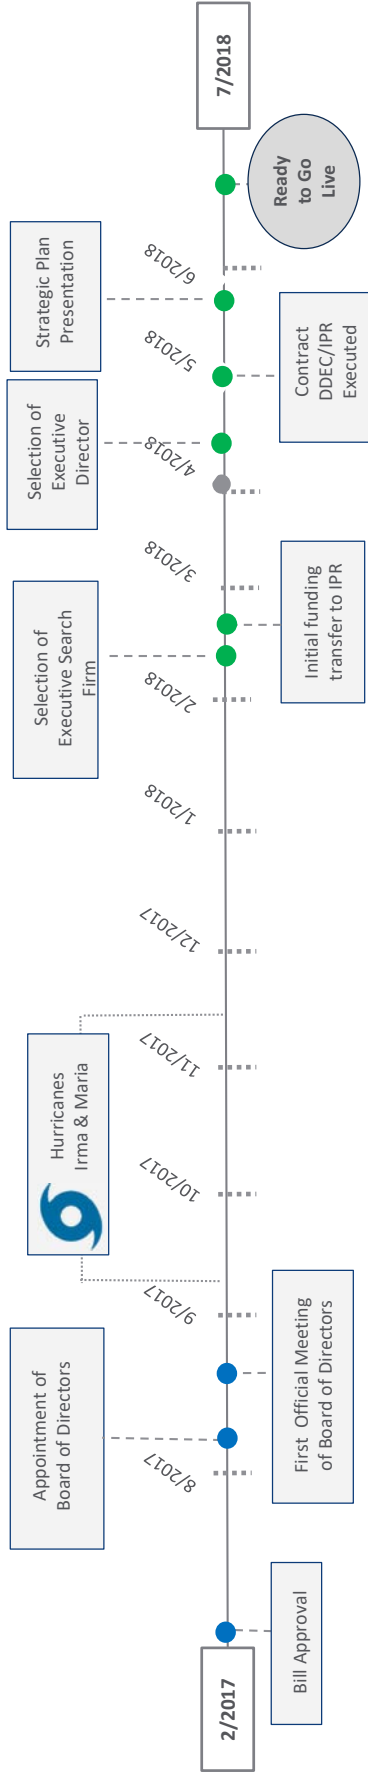 2/2017
Bill Approval
8/2017
Appointment of
Board of Directors
First Official Meeting
of Board of Directors
9/2017
Hurricanes
Irma & Maria
10/2017
11/2017
12/2017
1/2018
2/2018
Selection of
Executive Search
Firm
Initial funding
transfer to IPR
3/2018
4/2018
Selection of
Executive
Director
Contract
DDEC/IPR
Executed
5/2018
Strategic Plan
Presentation
6/2018
Ready
to Go
Live
7/2018